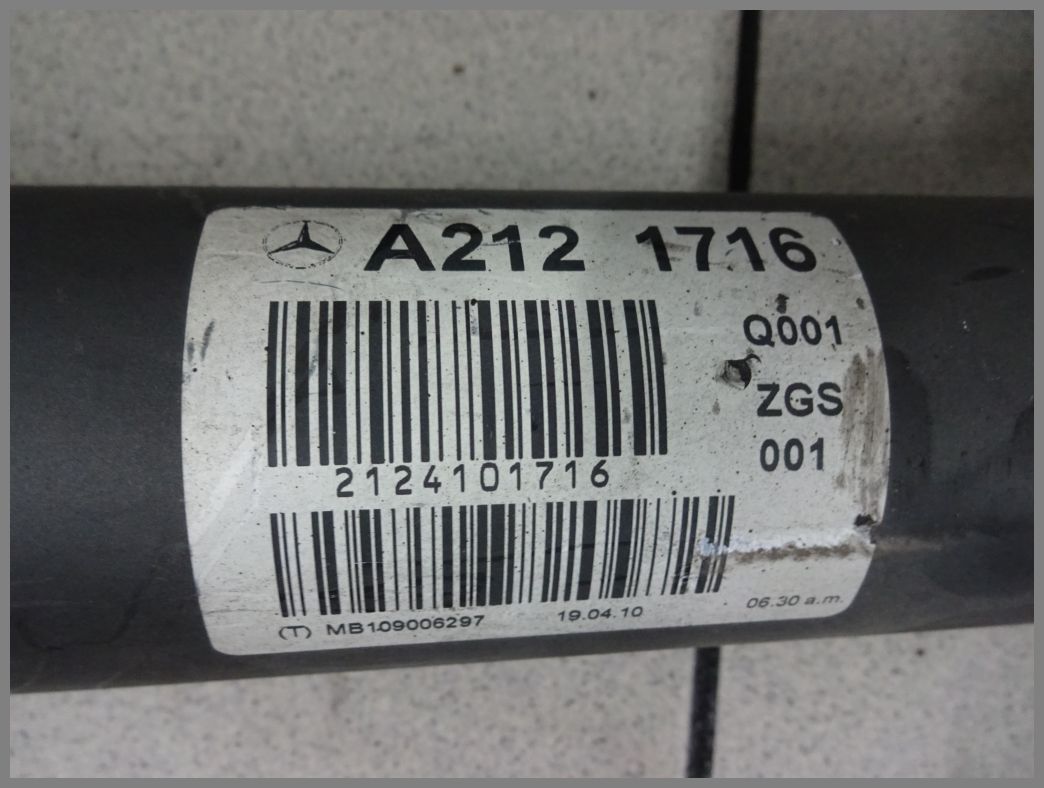 A212 1716
Q001
ZGS
001
2124101716
(T) MB109006297 19.04.10 06.30 a.m.